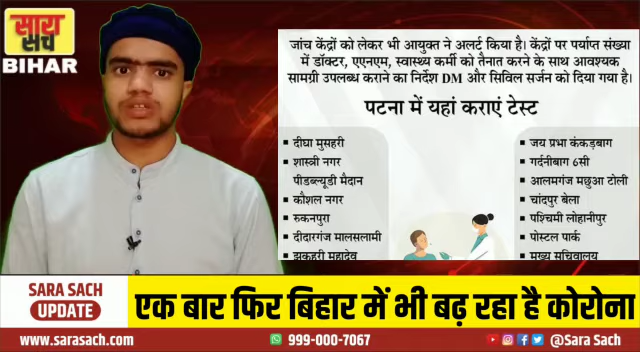 सारा
सच
BIHAR
जांच केंद्रों को लेकर भी आयुक्त ने अलर्ट किया है। केंद्रों पर पर्याप्त संख्या
में डॉक्टर, एएनएम, स्वास्थ्य कर्मी को तैनात करने के साथ आवश्यक
सामग्री उपलब्ध कराने का निर्देश DM और सिविल सर्जन को दिया गया है।
पटना में यहां कराएं टेस्ट
▪ दीघा मुसहरी
▪ शास्त्री नगर
पीडब्ल्यूडी मैदान
▪ कौशल नगर
▪ रुकनपुरा
▪ दीदारगंज मालसलामी
▪ जय प्रभा कंकड़बाग
▪ गर्दनीबाग 6सी
▪ आलमगंज मछुआ टोली
▪ चांदपुर बेला
▪ पश्चिमी लोहानीपुर
▪ पोस्टल पार्क
▪ मुख्य सचिवालय
SARA SACH
UPDATE
एक बार फिर बिहार में भी बढ़ रहा है कोरोना
www.sarasach.com
999-000-7067
@Sara Sach